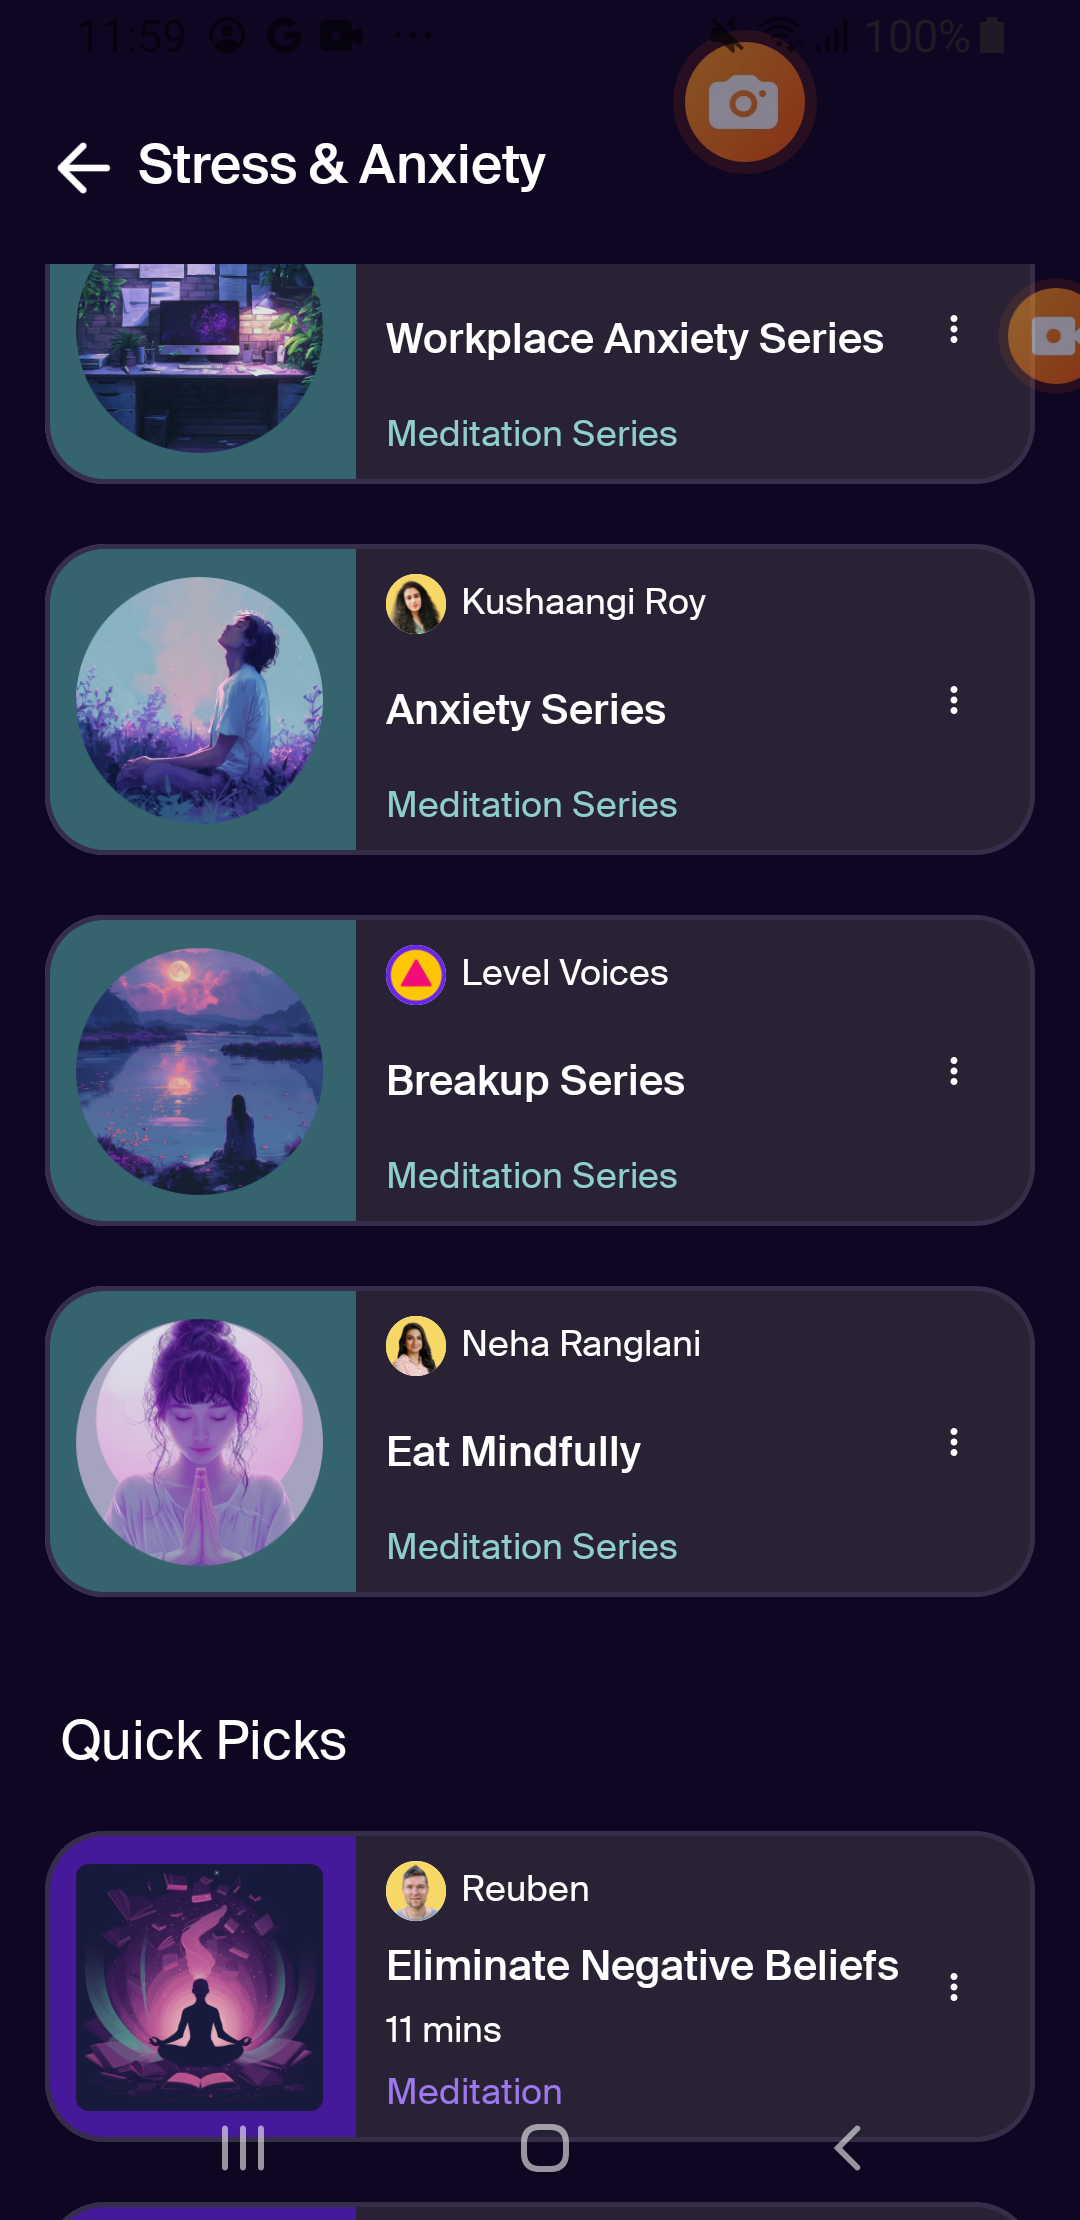 11:59
100%
Stress & Anxiety
Workplace Anxiety Series
Meditation Series
Kushaangi Roy
Anxiety Series
Meditation Series
Level Voices
Breakup Series
Meditation Series
Neha Ranglani
Eat Mindfully
Meditation Series
Quick Picks
Reuben
Eliminate Negative Beliefs
11 mins
Meditation